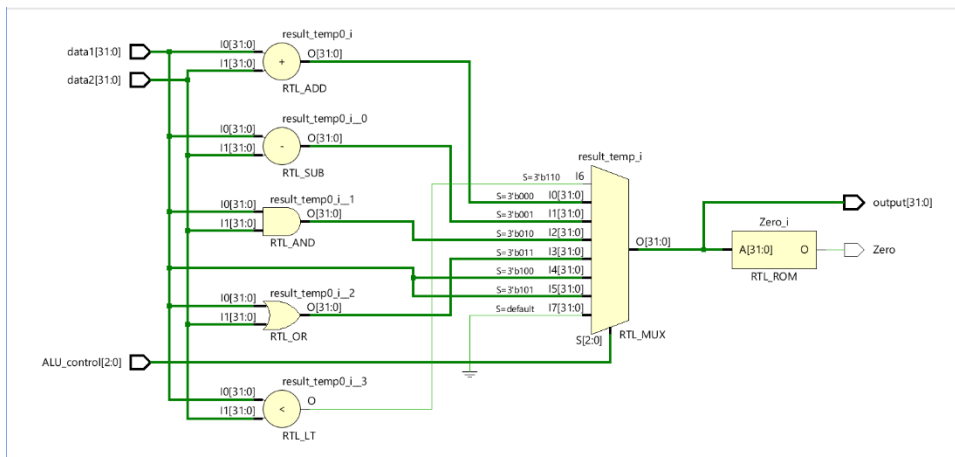 result_temp0_i
data1[31:0]
I0[31:0]
O[31:0]
+
data2[31:0]
I1[31:0]
RTL_ADD
result_temp0_i__0
I0[31:0]
O[31:0]
-
I1[31:0]
RTL_SUB
result_temp_i
S=3'b110
I6
result_temp0_i__1
S=3'b000
I0[31:0]
I0[31:0]
O[31:0]
S=3'b001
I1[31:0]
output[31:0]
I1[31:0]
S=3'b010
I2[31:0]
O[31:0]
Zero_i
RTL_AND
S=3'b011
I3[31:0]
A[31:0]
O
Zero
S=3'b100
I4[31:0]
RTL_ROM
result_temp0_i__2
S=3'b101
I5[31:0]
I0[31:0]
O[31:0]
S=default
I7[31:0]
I1[31:0]
RTL_OR
S[2:0]
RTL_MUX
ALU_control[2:0]
result_temp0_i__3
I0[31:0]
O
<
I1[31:0]
RTL_LT